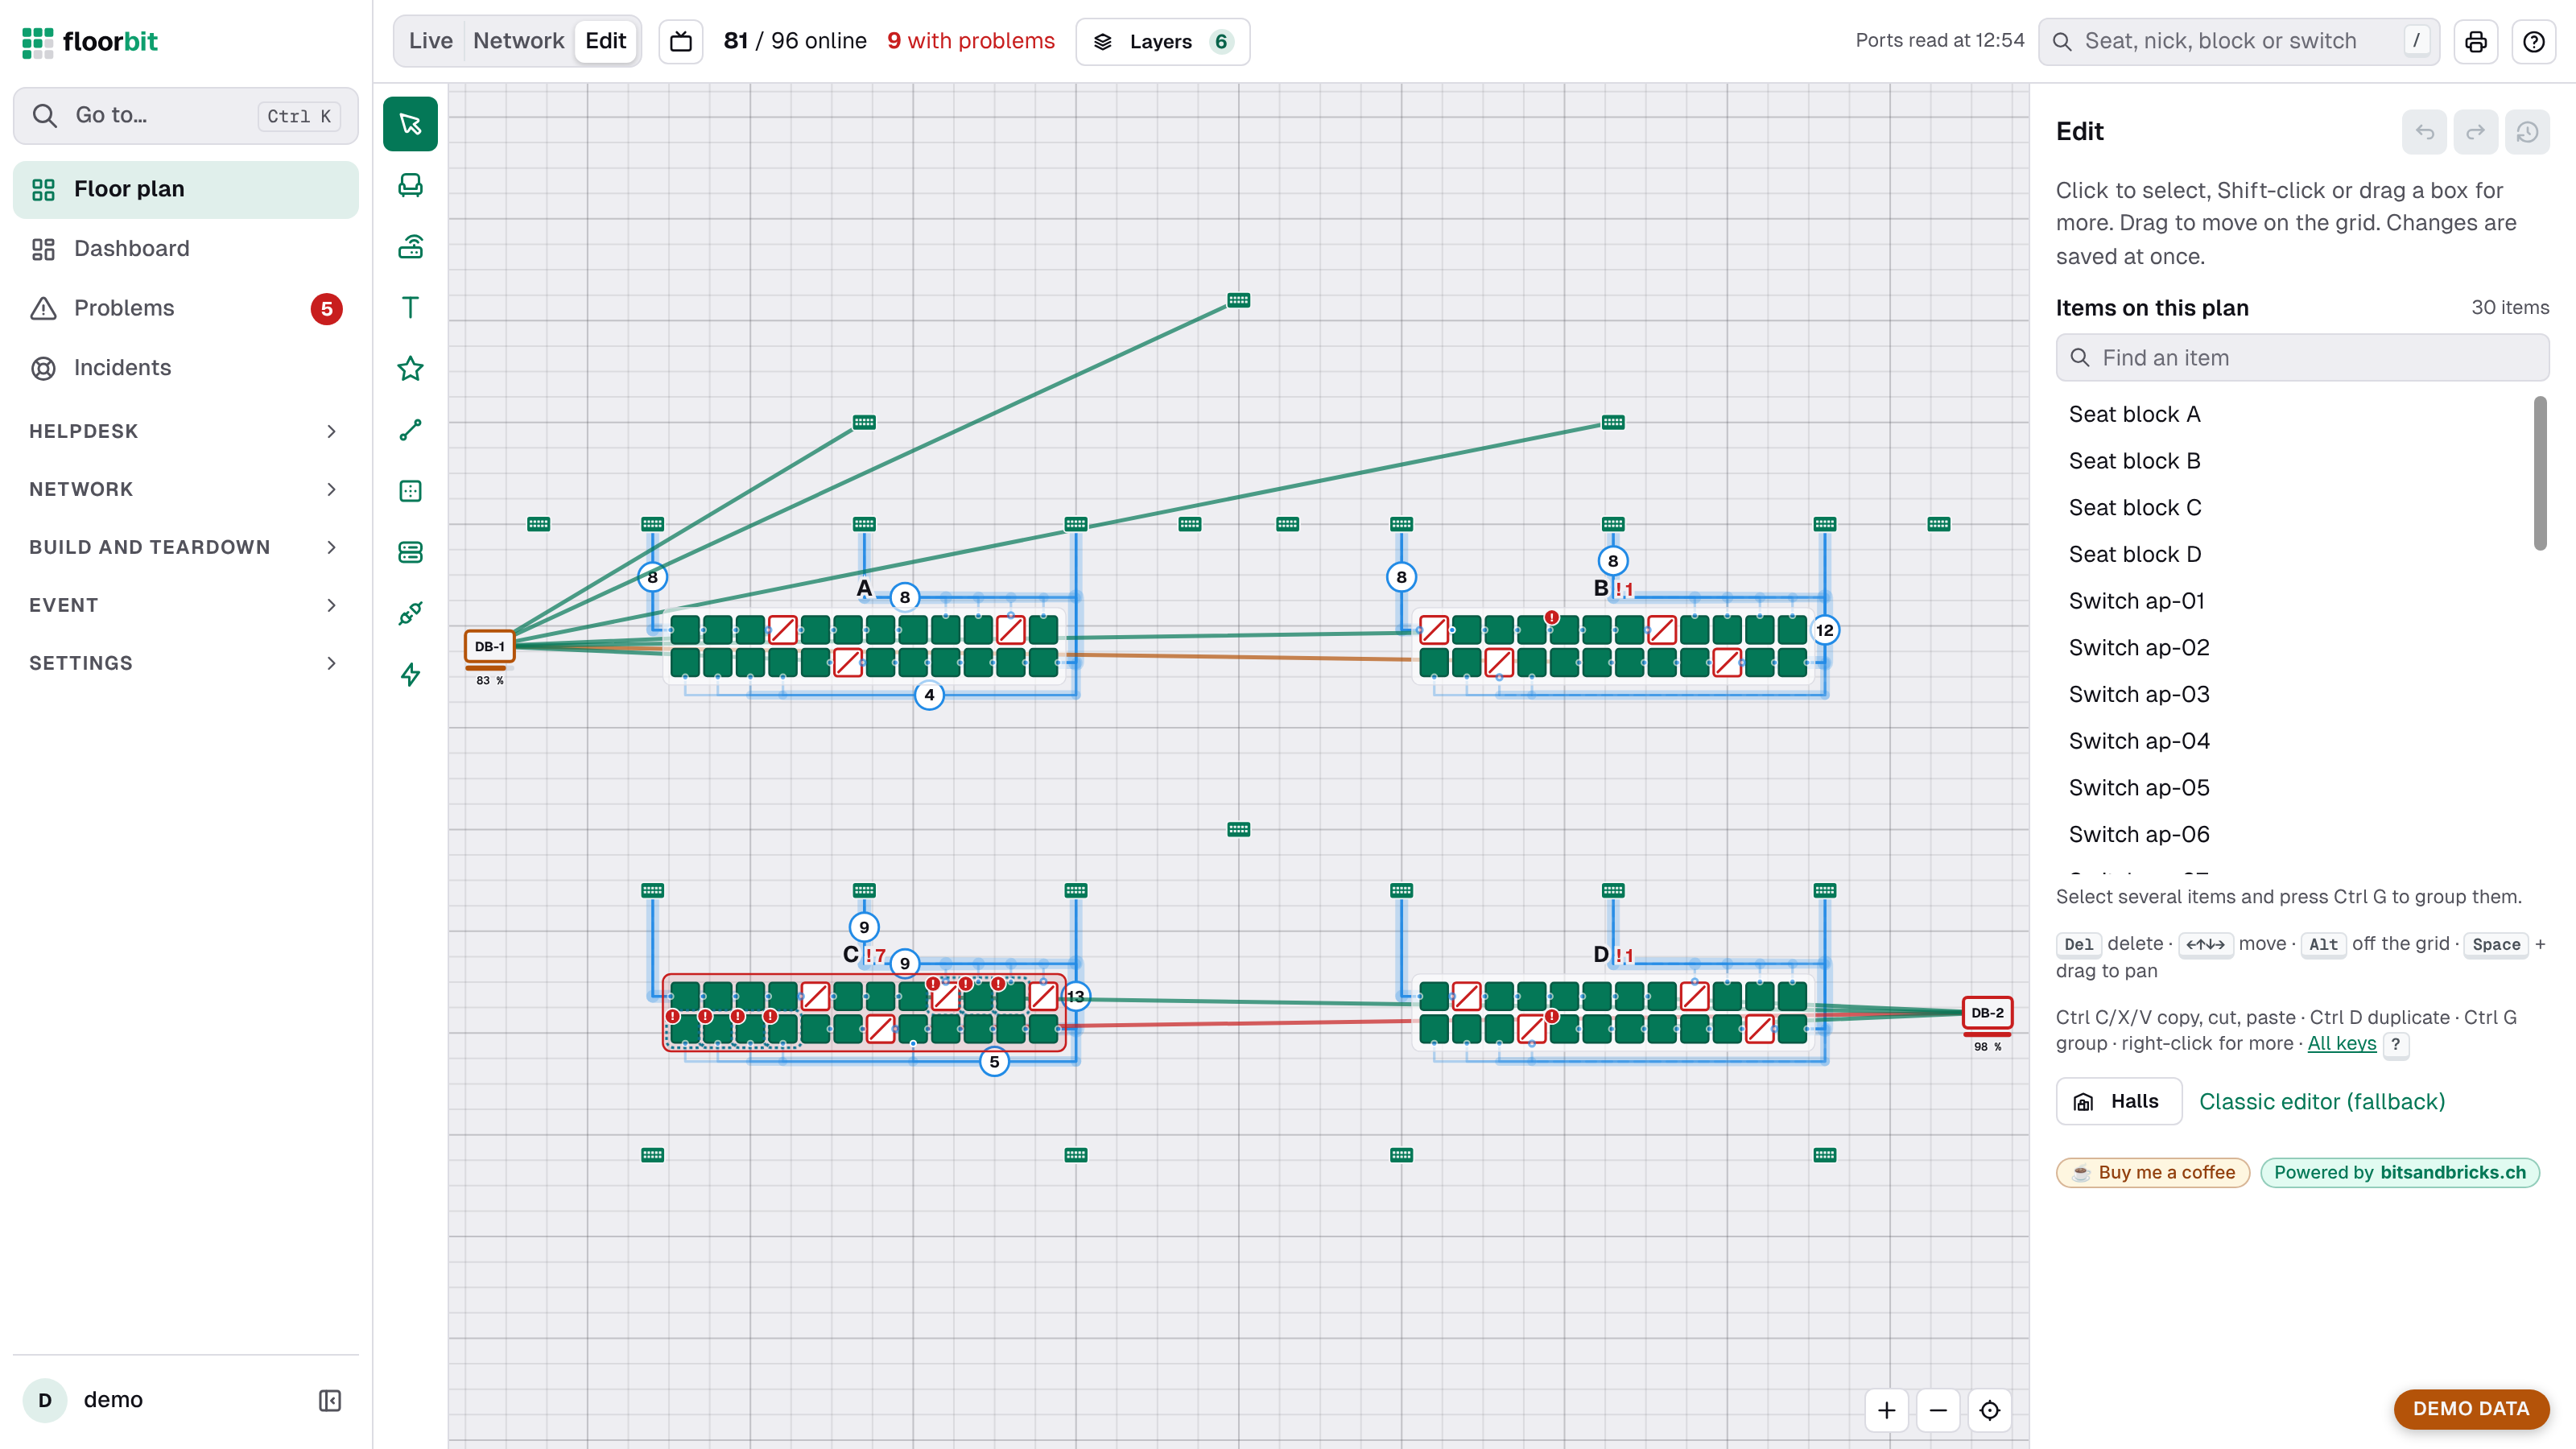 floorbit
Live Network Edit
81 / 96 online 9 with problems
Layers 6
Ports read at 12:54
Seat, nick, block or switch /
Go to... Ctrl K
Floor plan
Dashboard
Problems 5
Incidents
HELPDESK
NETWORK
BUILD AND TEARDOWN
EVENT
SETTINGS
D demo
8
A 8
8
8
B !1
12
DB-1
83 %
4
9
C !7 9
13
5
D !1
DB-2
98 %
Edit
Click to select, Shift-click or drag a box for
more. Drag to move on the grid. Changes are
saved at once.
Items on this plan 30 items
Find an item
Seat block A
Seat block B
Seat block C
Seat block D
Switch ap-01
Switch ap-02
Switch ap-03
Switch ap-04
Switch ap-05
Switch ap-06
Select several items and press Ctrl G to group them.
Del delete · ←↑↓→ move · Alt off the grid · Space +
drag to pan
Ctrl C/X/V copy, cut, paste · Ctrl D duplicate · Ctrl G
group · right-click for more · All keys ?
Halls Classic editor (fallback)
☕ Buy me a coffee Powered by bitsandbricks.ch
DEMO DATA